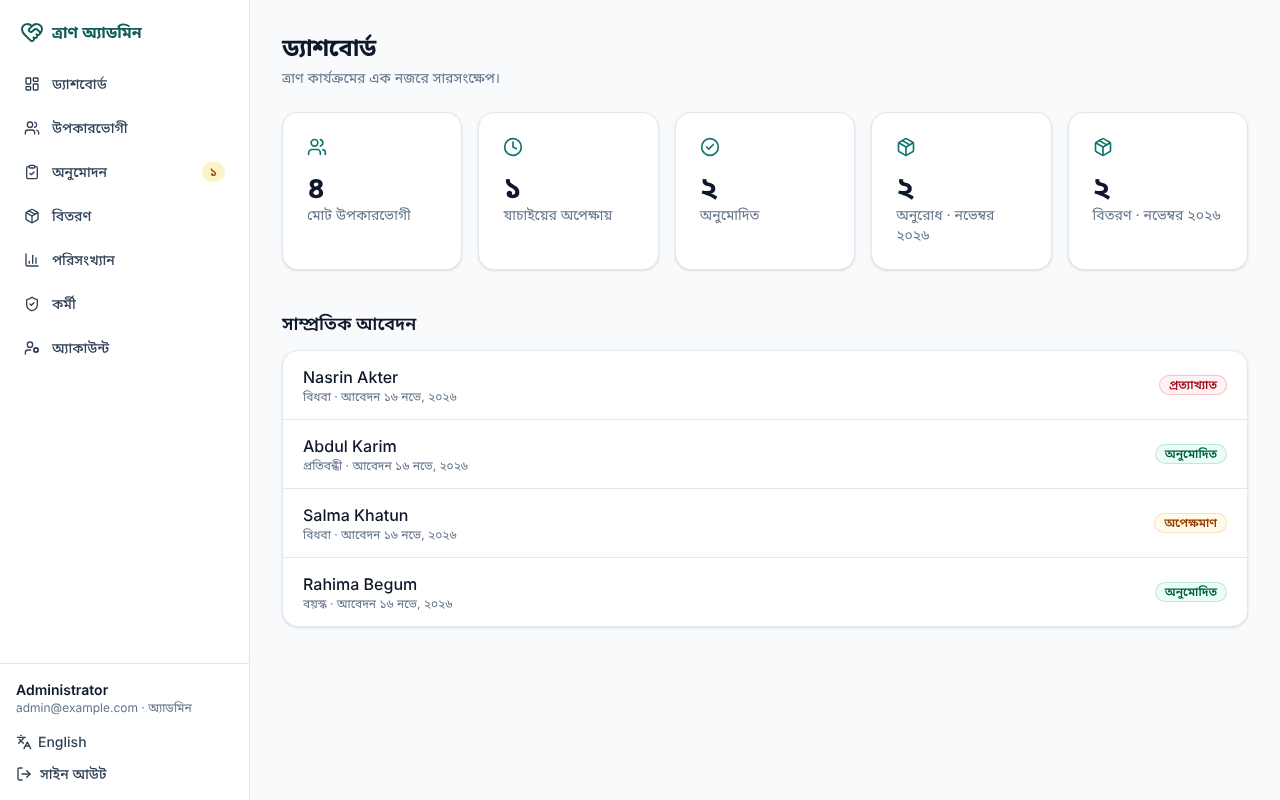 ত্রাণ অ্যাডমিন
ড্যাশবোর্ড
উপকারভোগী
অনুমোদন ১
বিতরণ
পরিসংখ্যান
কর্মী
অ্যাকাউন্ট
Administrator
admin@example.com · অ্যাডমিন
English
সাইন আউট
ড্যাশবোর্ড
ত্রাণ কার্যক্রমের এক নজরে সারসংক্ষেপ।
৪
মোট উপকারভোগী
১
যাচাইয়ের অপেক্ষায়
২
অনুমোদিত
২
অনুরোধ · নভেম্বর
২০২৬
২
বিতরণ · নভেম্বর ২০২৬
সাম্প্রতিক আবেদন
Nasrin Akter
বিধবা · আবেদন ১৬ নভে, ২০২৬
প্রত্যাখ্যাত
Abdul Karim
প্রতিবন্ধী · আবেদন ১৬ নভে, ২০২৬
অনুমোদিত
Salma Khatun
বিধবা · আবেদন ১৬ নভে, ২০২৬
অপেক্ষমাণ
Rahima Begum
বয়স্ক · আবেদন ১৬ নভে, ২০২৬
অনুমোদিত